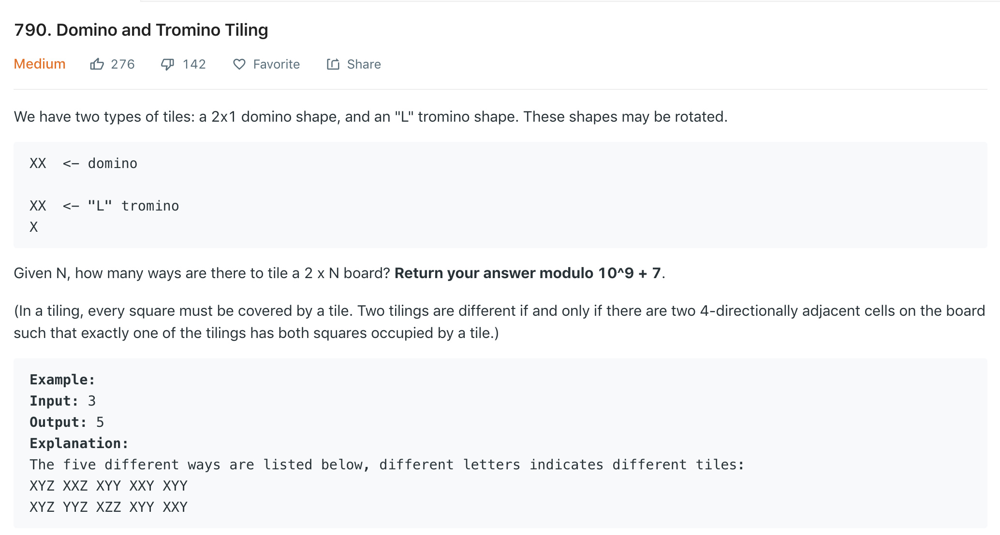 790. Domino and Tromino Tiling
Medium 276 142 Favorite Share
We have two types of tiles: a 2x1 domino shape, and an "L" tromino shape. These shapes may be rotated.
XX  <- domino
XX  <- "L" tromino
X
Given N, how many ways are there to tile a 2 x N board? Return your answer modulo 10^9 + 7.
(In a tiling, every square must be covered by a tile. Two tilings are different if and only if there are two 4-directionally adjacent cells on the board
such that exactly one of the tilings has both squares occupied by a tile.)
Example:
Input: 3
Output: 5
Explanation:
The five different ways are listed below, different letters indicates different tiles:
XYZ XXZ XYY XXY XYY
XYZ YYZ XZZ XYY XXY